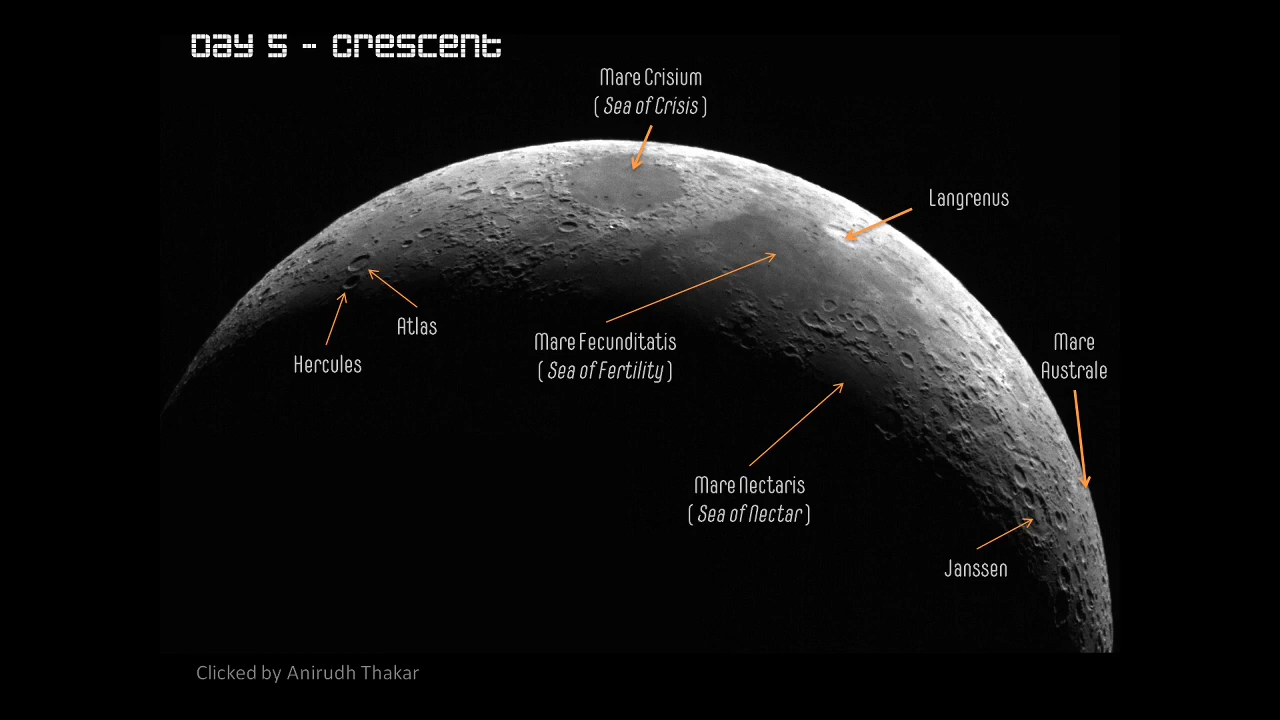 Day 5 - Crescent
Mare Crisium
( Sea of Crisis )
Langrenus
Atlas
Hercules
Mare Fecunditatis
( Sea of Fertility )
Mare
Australe
Mare Nectaris
( Sea of Nectar )
Janssen
Clicked by Anirudh Thakar